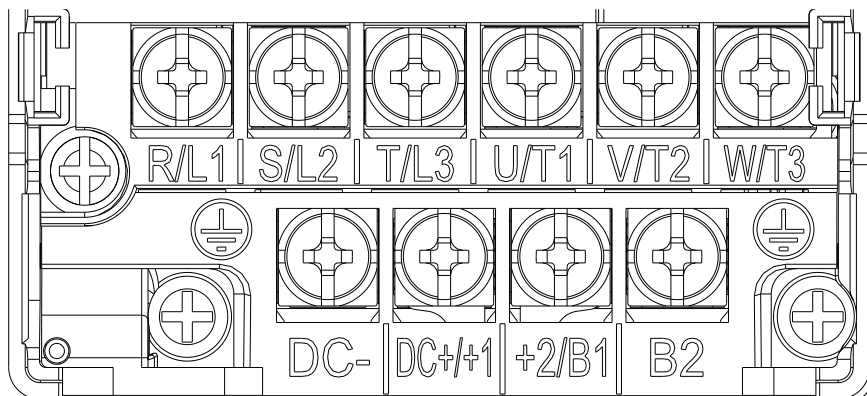 R/L1 S/L2 T/L3 U/T1 V/T2 W/T3
DC- DC+/+1 +2/B1 B2